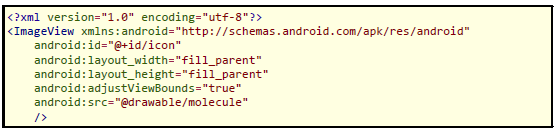 <?xml version="1.0" encoding="utf-8"?>
<ImageView xmlns:android="http://schemas.android.com/apk/res/android"
    android:id="@+id/icon"
    android:layout_width="fill_parent"
    android:layout_height="fill_parent"
    android:adjustViewBounds="true"
    android:src="@drawable/molecule"
    />